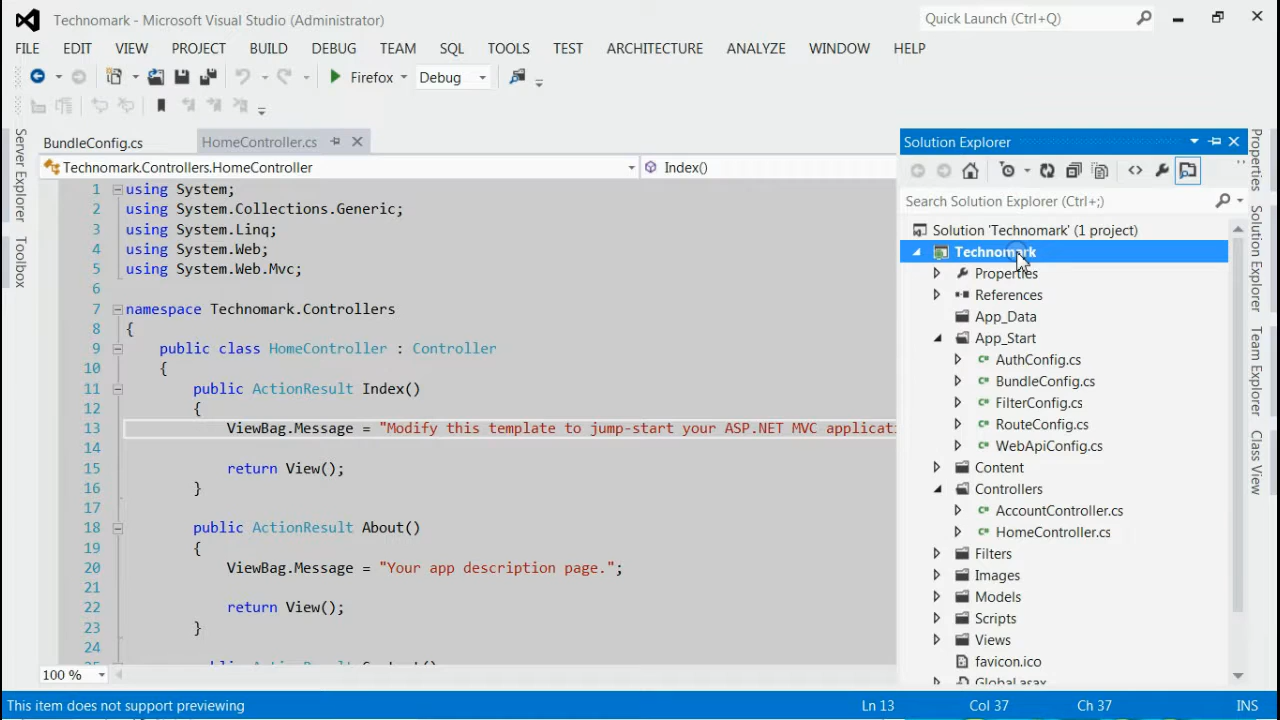 Technomark - Microsoft Visual Studio (Administrator)
Quick Launch (Ctrl+Q)
FILE EDIT VIEW PROJECT BUILD DEBUG TEAM SQL TOOLS TEST ARCHITECTURE ANALYZE WINDOW HELP
Firefox Debug
Server Explorer
Toolbox
BundleConfig.cs HomeController.cs
Technomark.Controllers.HomeController Index()
1 using System;
2 using System.Collections.Generic;
3 using System.Linq;
4 using System.Web;
5 using System.Web.Mvc;
6
7 namespace Technomark.Controllers
8 {
9 public class HomeController : Controller
10 {
11 public ActionResult Index()
12 {
13 ViewBag.Message = "Modify this template to jump-start your ASP.NET MVC applicati
14
15 return View();
16 }
17
18 public ActionResult About()
19 {
20 ViewBag.Message = "Your app description page.";
21
22 return View();
23 }
24
100 %
Solution Explorer
Search Solution Explorer (Ctrl+;)
Solution 'Technomark' (1 project)
Technomark
Properties
References
App_Data
App_Start
AuthConfig.cs
BundleConfig.cs
FilterConfig.cs
RouteConfig.cs
WebApiConfig.cs
Content
Controllers
AccountController.cs
HomeController.cs
Filters
Images
Models
Scripts
Views
favicon.ico
Global.asax
Properties
Solution Explorer
Team Explorer
Class View
This item does not support previewing Ln 13 Col 37 Ch 37 INS